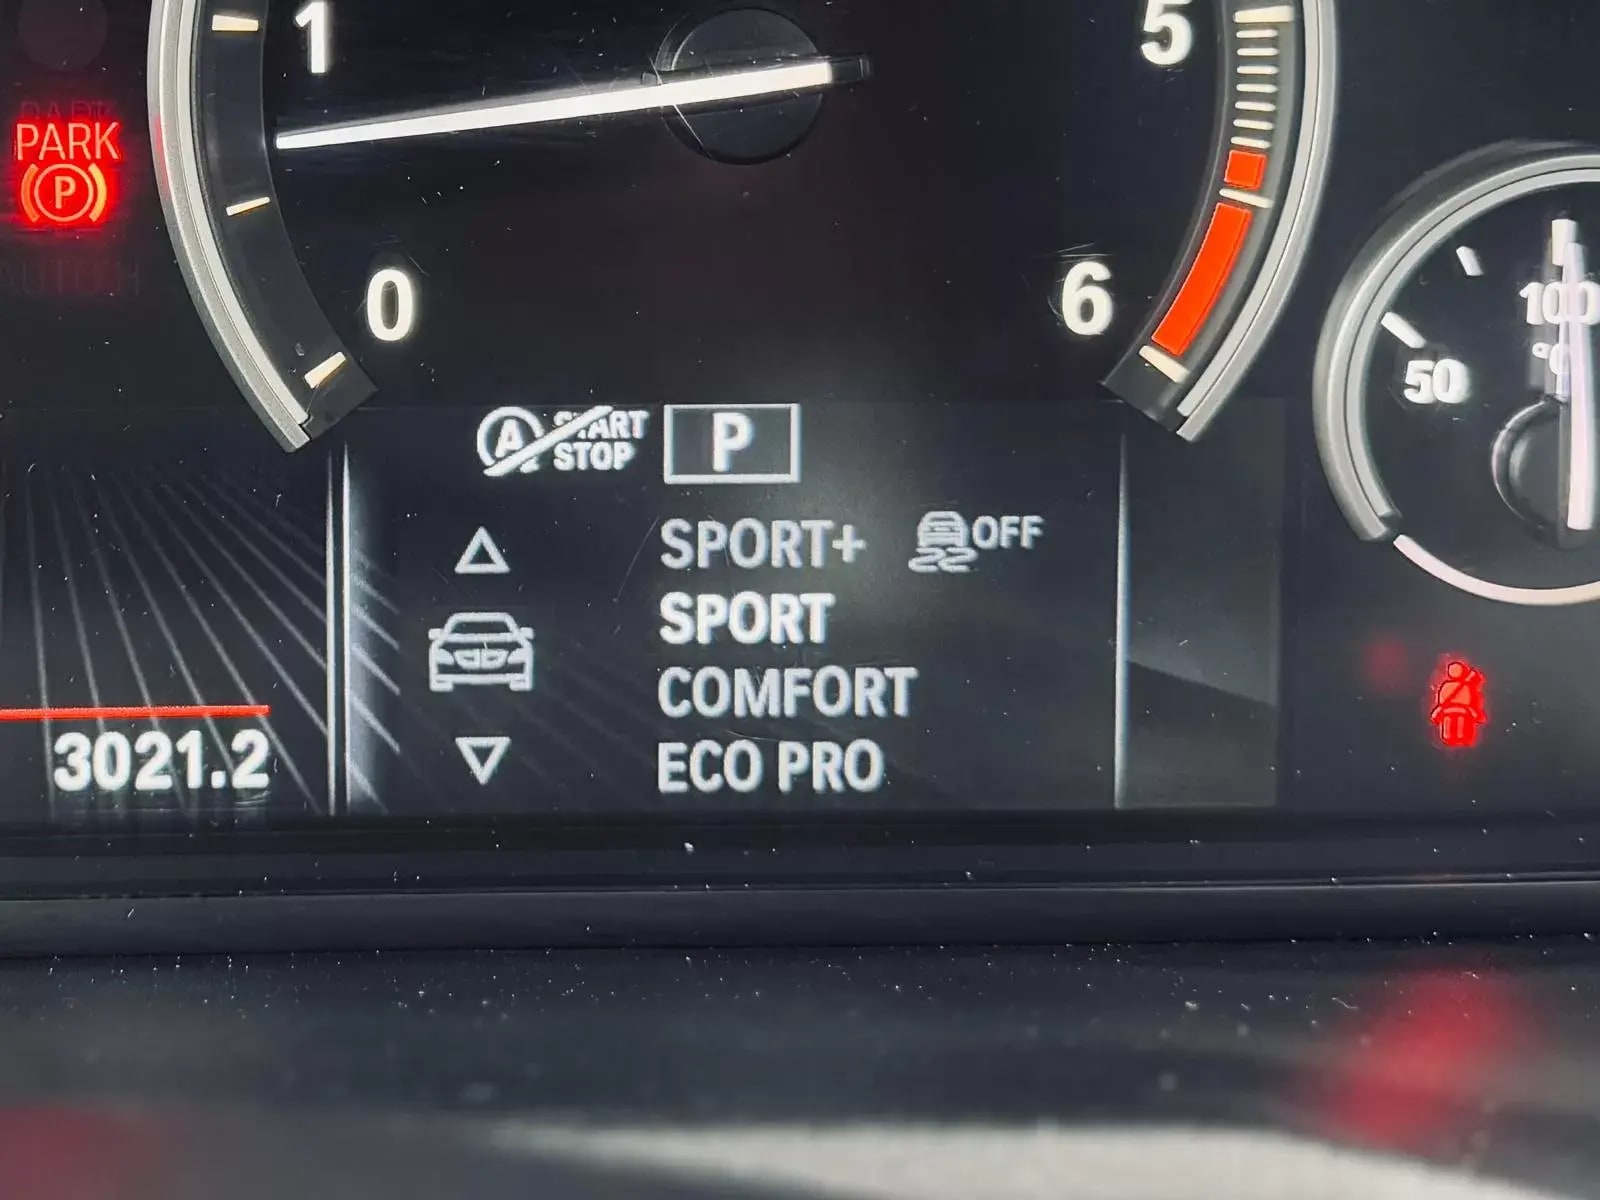 1
5
PARK
P
0
6
100
°C
50
A START STOP
P
SPORT+ OFF
SPORT
COMFORT
ECO PRO
3021.2